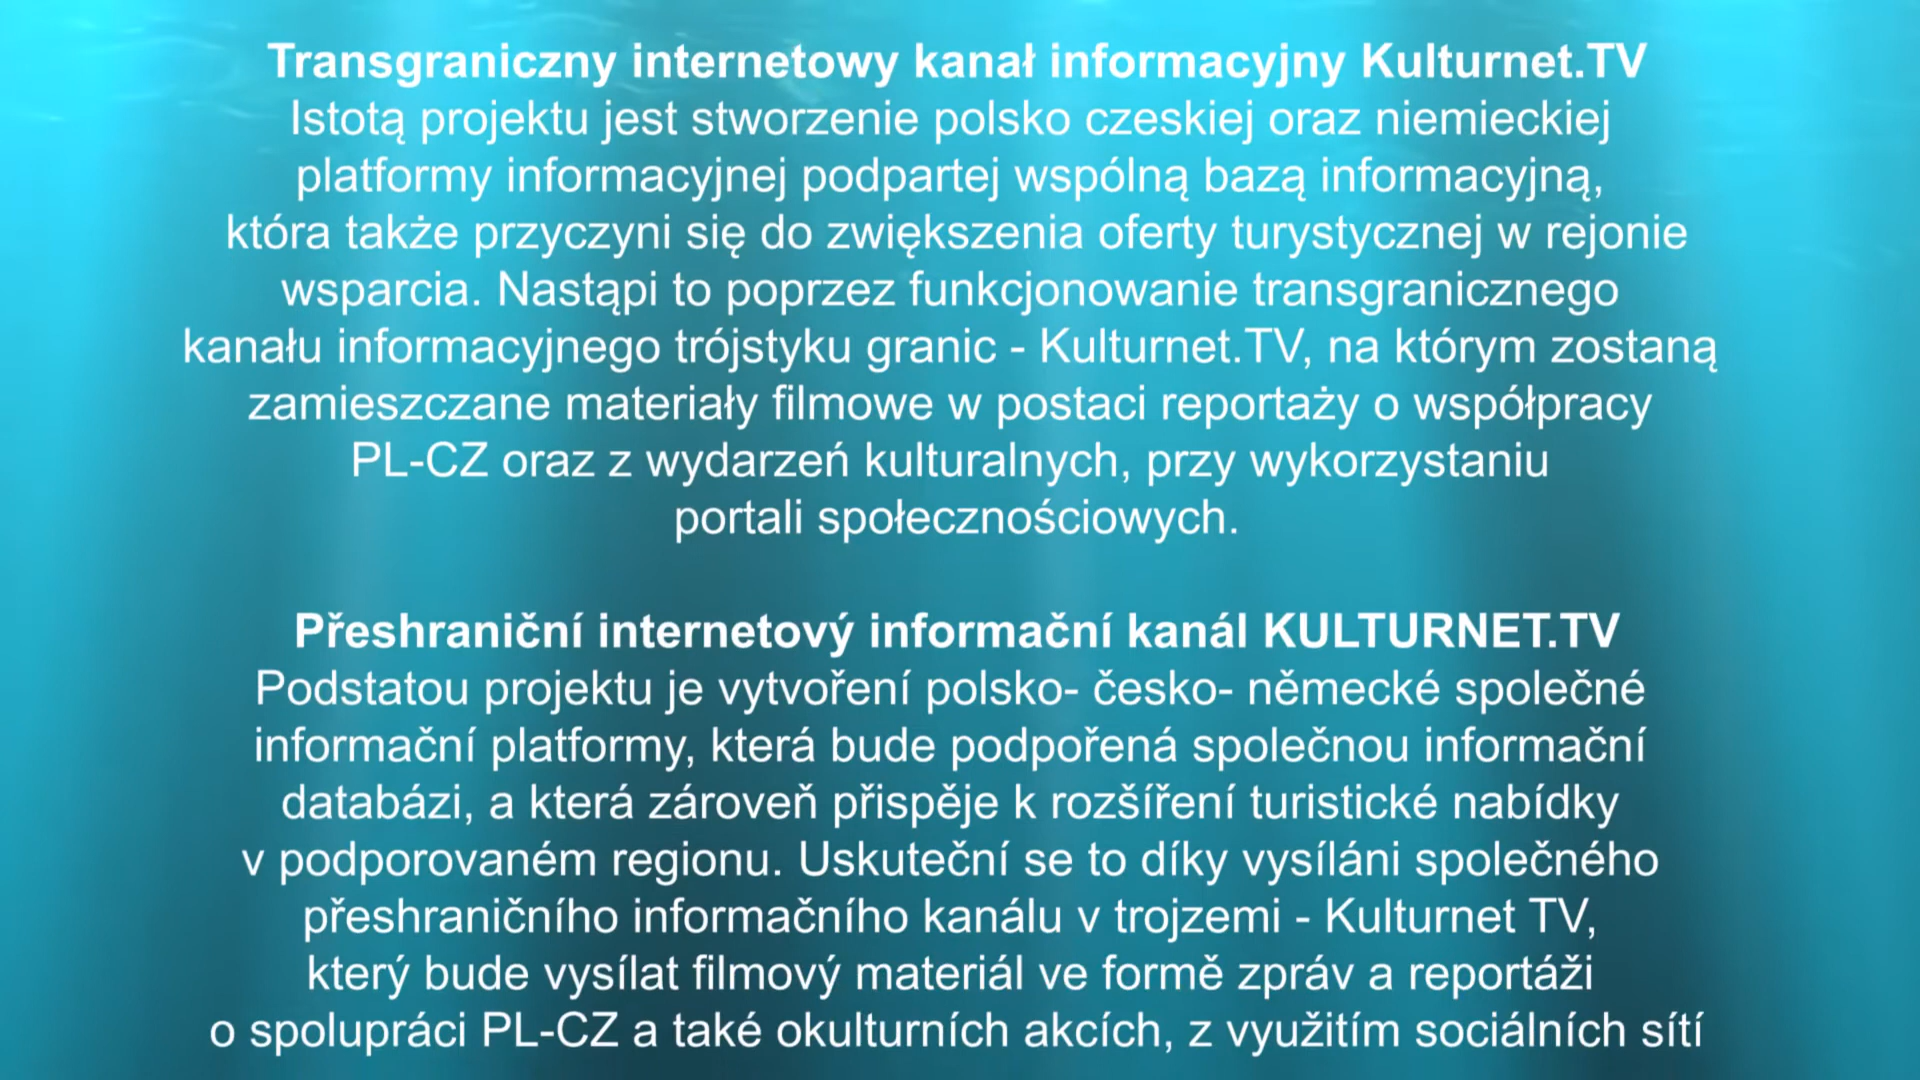 Transgraniczny internetowy kanał informacyjny Kulturnet.TV
Istotą projektu jest stworzenie polsko czeskiej oraz niemieckiej
platformy informacyjnej podpartej wspólną bazą informacyjną,
która także przyczyni się do zwiększenia oferty turystycznej w rejonie
wsparcia. Nastąpi to poprzez funkcjonowanie transgranicznego
kanału informacyjnego trójstyku granic - Kulturnet.TV, na którym zostaną
zamieszczane materiały filmowe w postaci reportaży o współpracy
PL-CZ oraz z wydarzeń kulturalnych, przy wykorzystaniu
portali społecznościowych.
Přeshraniční internetový informační kanál KULTURNET.TV
Podstatou projektu je vytvoření polsko- česko- německé společné
informační platformy, která bude podpořená společnou informační
databázi, a která zároveň přispěje k rozšíření turistické nabídky
v podporovaném regionu. Uskuteční se to díky vysíláni společného
přeshraničního informačního kanálu v trojzemi - Kulturnet TV,
který bude vysílat filmový materiál ve formě zpráv a reportáži
o spolupráci PL-CZ a také okulturních akcích, z využitím sociálních sítí